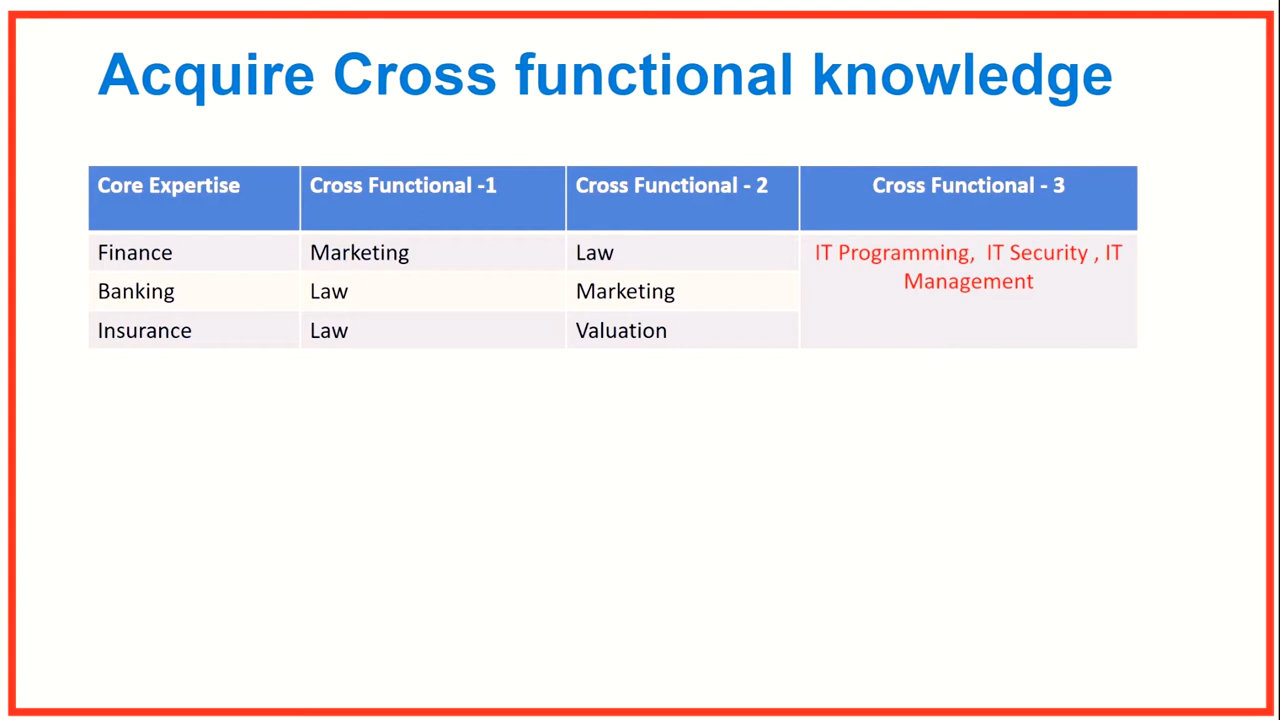 Acquire Cross functional knowledge
Core Expertise Cross Functional -1 Cross Functional - 2 Cross Functional - 3
Finance Marketing Law IT Programming,  IT Security , IT
Management
Banking Law Marketing
Insurance Law Valuation